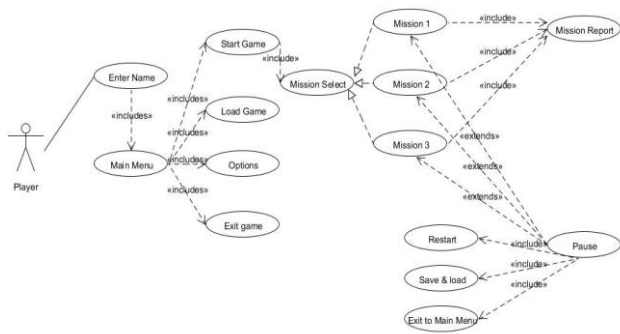 Mission 1
«include»
Mission Report
Start Game
«include»
«include»
Enter Name
Mission Select
Mission 2
«include»
«includes»
«includes»
Load Game
«includes»
Mission 3
Main Menu
«includes»
Options
«extends»
«extends»
Player
«includes»
«extends»
Exit game
Restart
«include»
Pause
«include»
Save & load
«include»
Exit to Main Menu